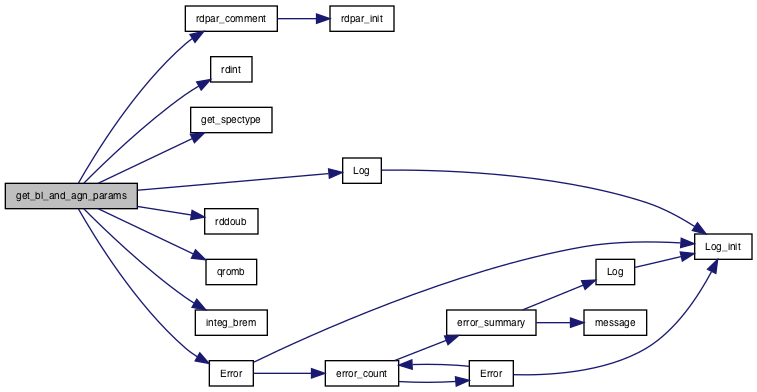 rdpar_comment
rdpar_init
rdint
get_spectype
Log
get_bl_and_agn_params
rddoub
Log_init
qromb
Log
integ_brem
error_summary
message
Error
error_count
Error